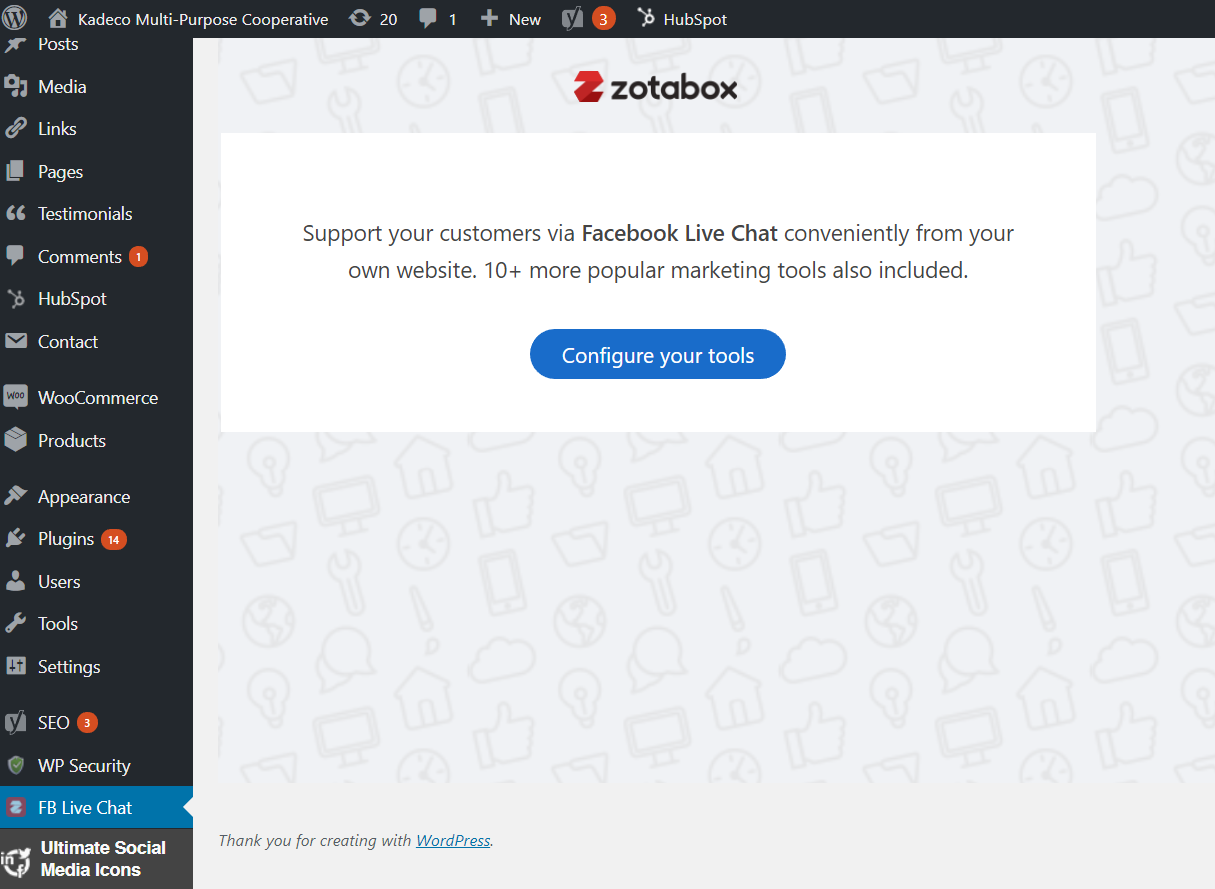 Kadeco Multi-Purpose Cooperative 20 1 New 3 HubSpot
Posts
Media
Links
Pages
Testimonials
Comments 1
HubSpot
Contact
WOO WooCommerce
Products
Appearance
Plugins 14
Users
Tools
Settings
SEO 3
WP Security
FB Live Chat
Ultimate Social
Media Icons
zotabox
Support your customers via Facebook Live Chat conveniently from your
own website. 10+ more popular marketing tools also included.
Configure your tools
Thank you for creating with WordPress.